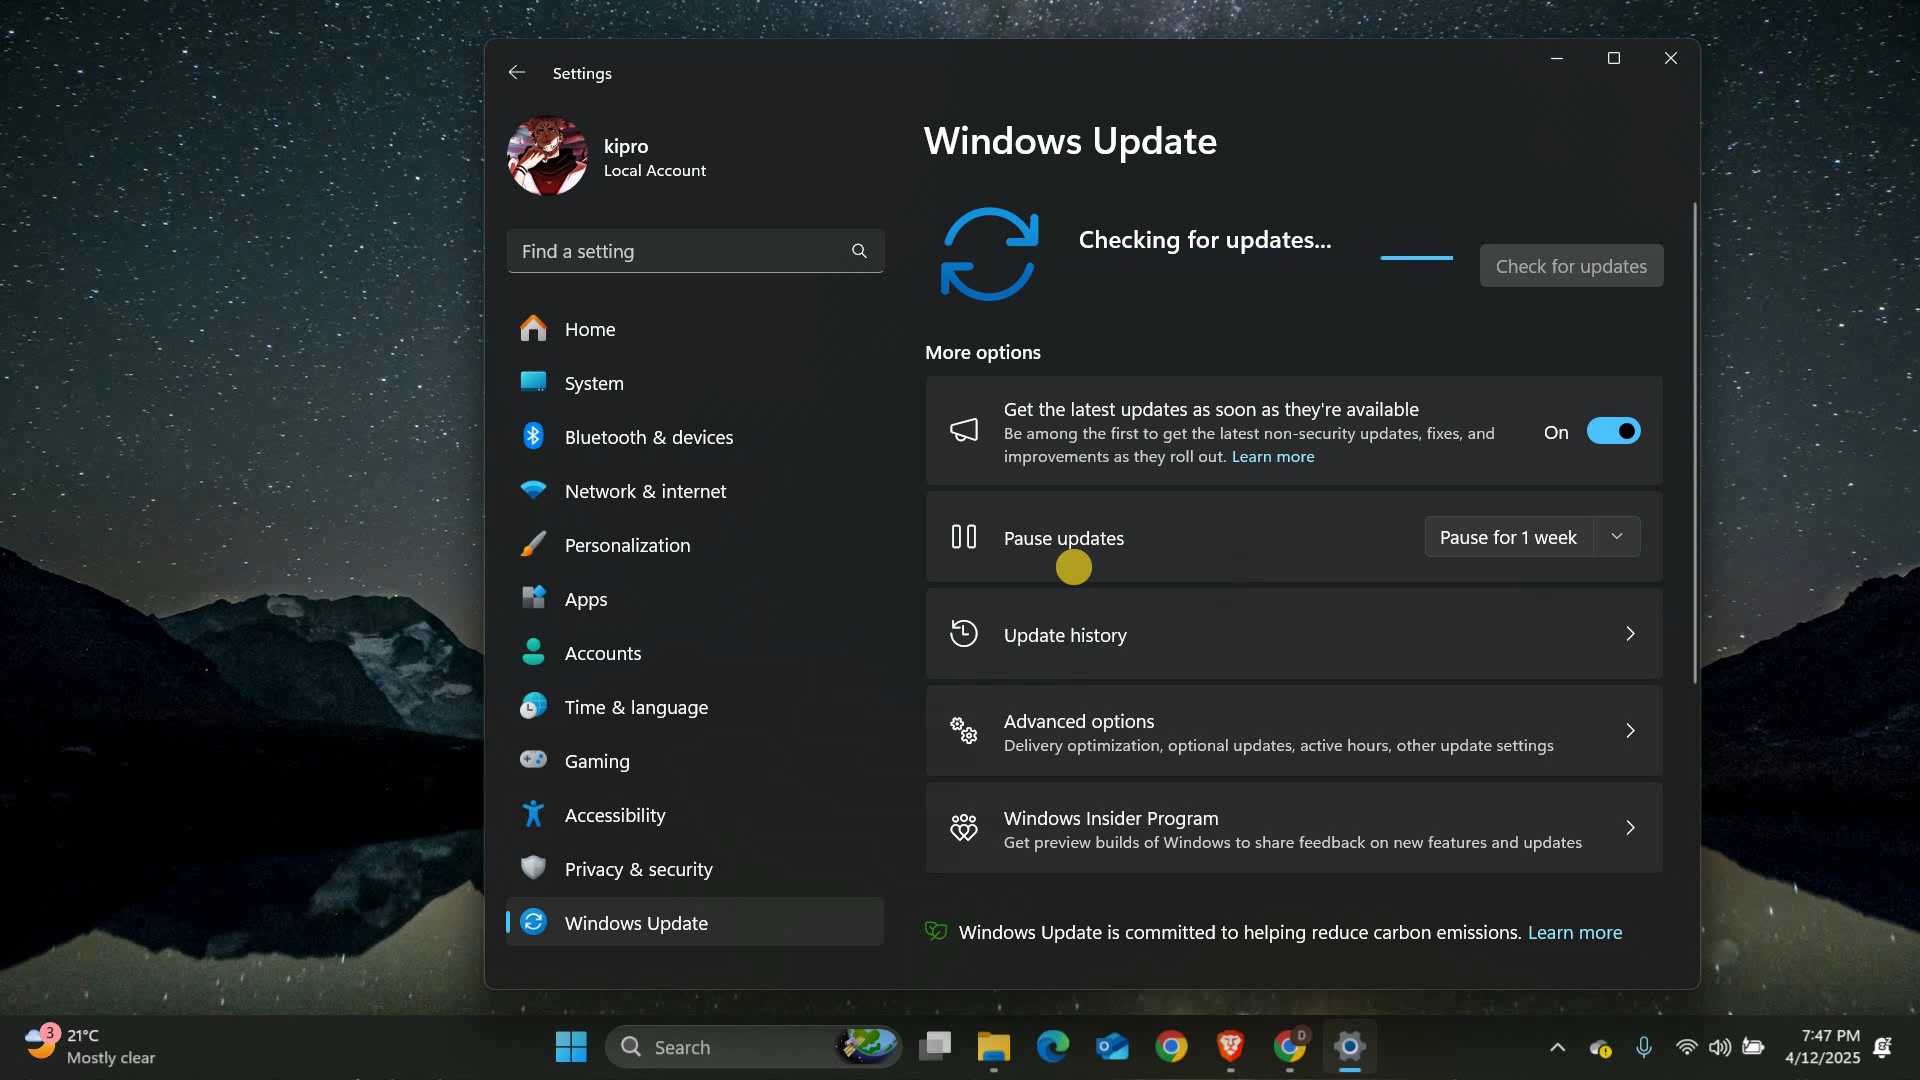 Settings
kipro
Local Account
Find a setting
Home
System
Bluetooth & devices
Network & internet
Personalization
Apps
Accounts
Time & language
Gaming
Accessibility
Privacy & security
Windows Update
Windows Update
Checking for updates...
Check for updates
More options
Get the latest updates as soon as they're available
Be among the first to get the latest non-security updates, fixes, and
improvements as they roll out. Learn more
On
Pause updates
Pause for 1 week
Update history
Advanced options
Delivery optimization, optional updates, active hours, other update settings
Windows Insider Program
Get preview builds of Windows to share feedback on new features and updates
Windows Update is committed to helping reduce carbon emissions. Learn more
3
21°C
Mostly clear
Search
D
7:47 PM
4/12/2025